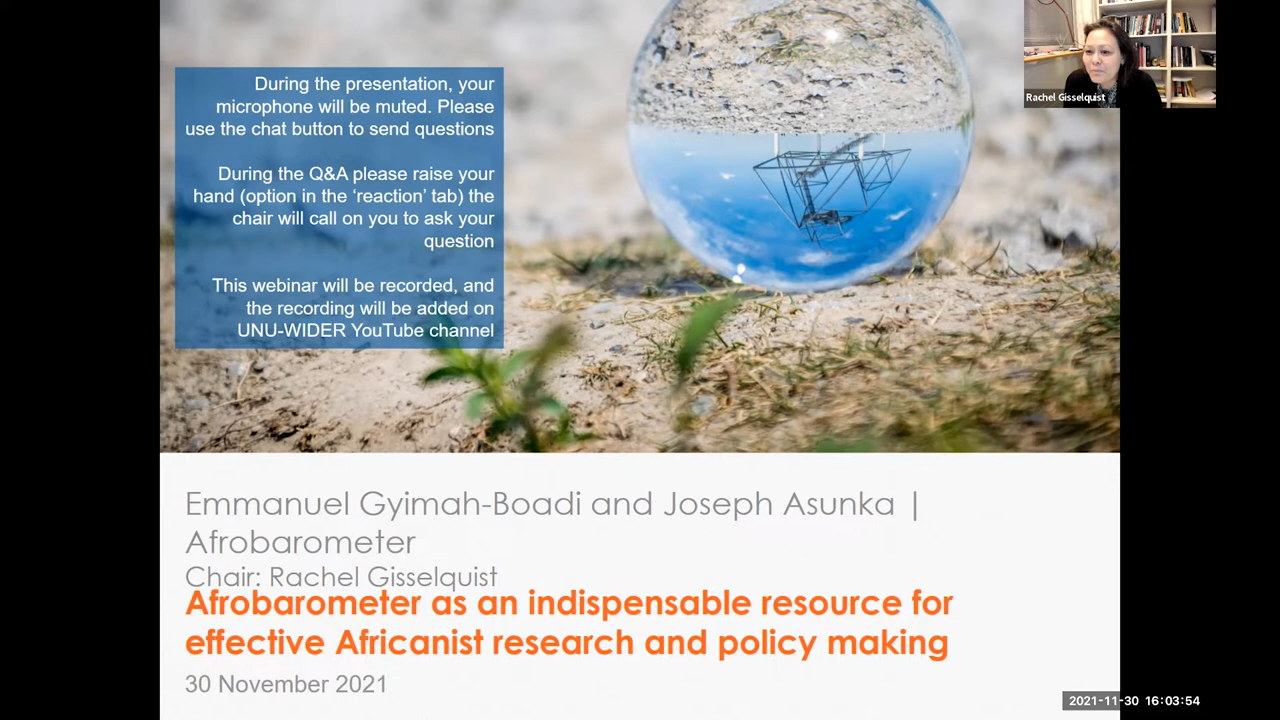 During the presentation, your
microphone will be muted. Please
use the chat button to send questions
During the Q&A please raise your
hand (option in the ‘reaction’ tab) the
chair will call on you to ask your
question
This webinar will be recorded, and
the recording will be added on
UNU-WIDER YouTube channel
Rachel Gisselquist
Emmanuel Gyimah-Boadi and Joseph Asunka |
Afrobarometer
Chair: Rachel Gisselquist
Afrobarometer as an indispensable resource for
effective Africanist research and policy making
30 November 2021
2021-11-30 16:03:54